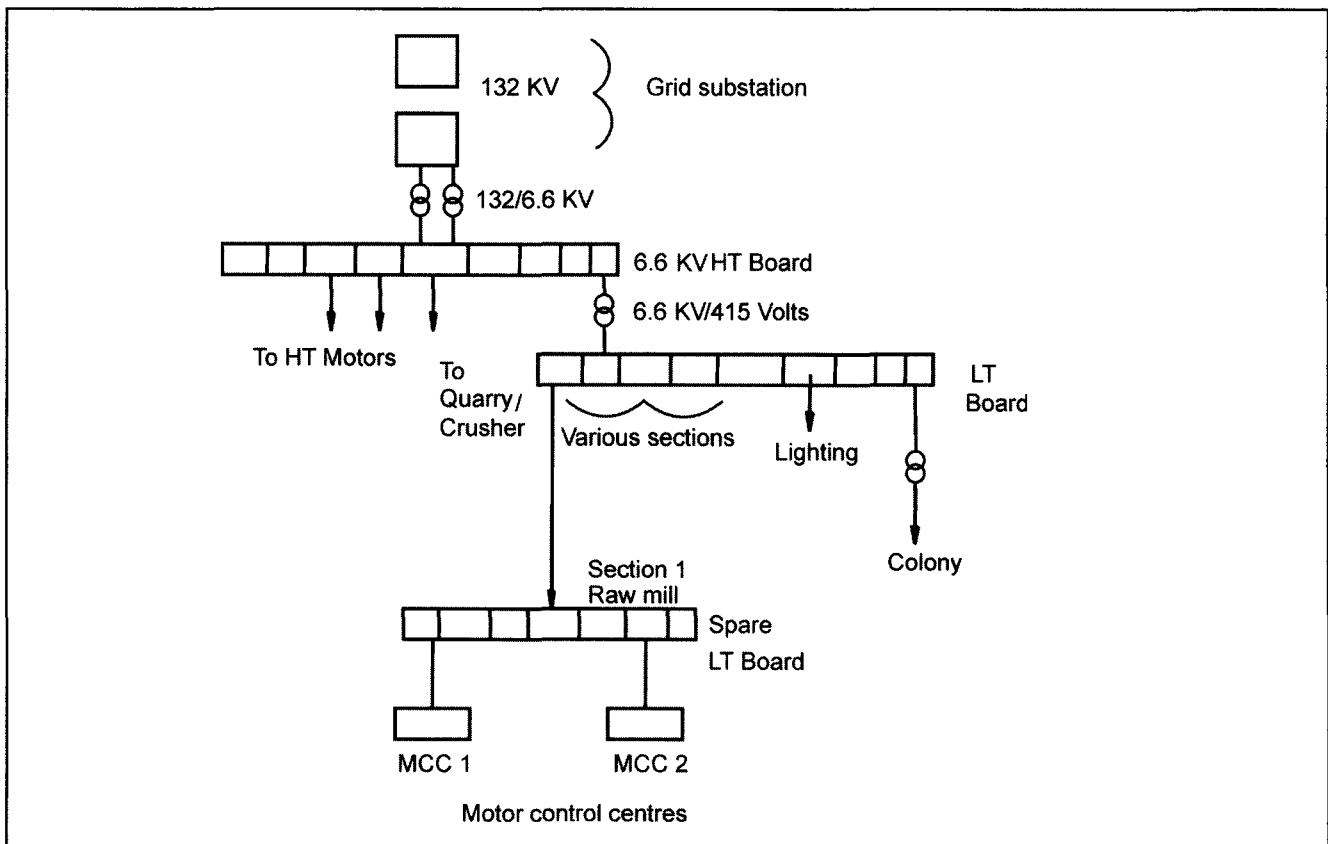 132 KV
Grid substation
132/6.6 KV
6.6 KV HT Board
6.6 KV/415 Volts
To HT Motors
To
Quarry/
Crusher
Various sections
Lighting
LT
Board
Colony
Section 1
Raw mill
Spare
LT Board
MCC 1
MCC 2
Motor control centres